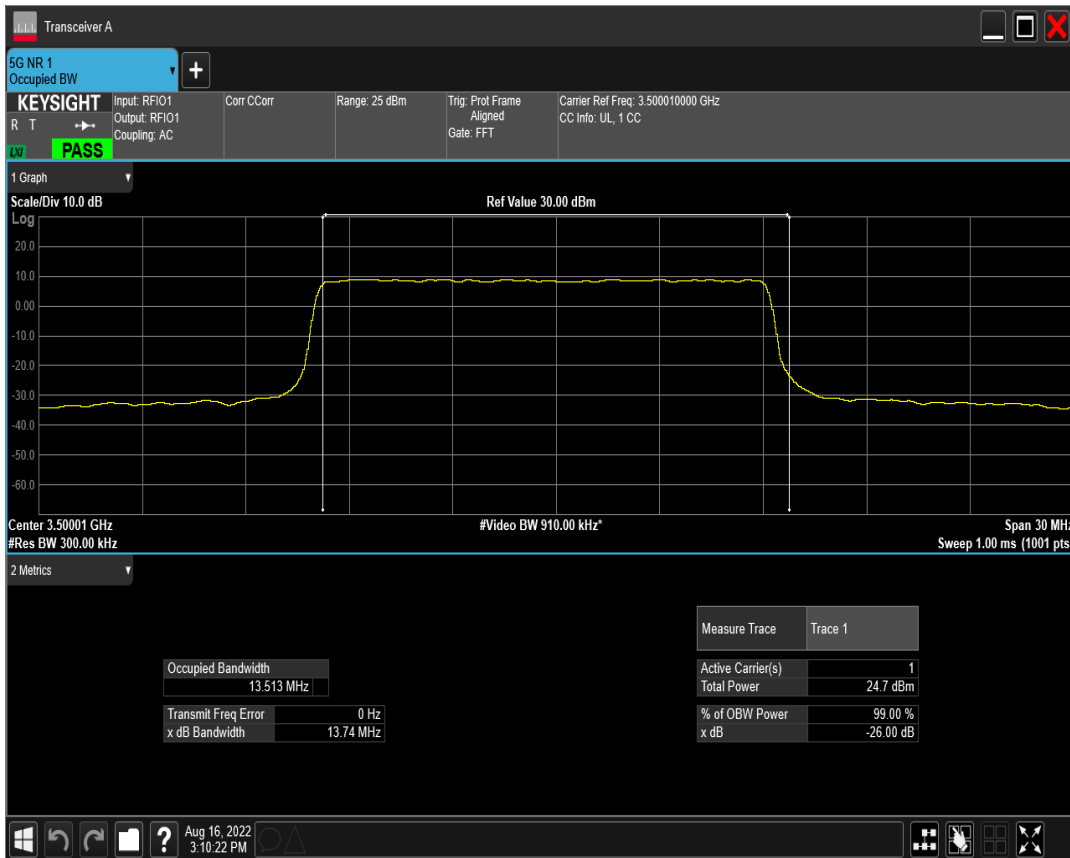 Transceiver A
5G NR 1
Occupied BW
KEYSIGHT
R T
LXI
PASS
Input: RFIO1
Output: RFIO1
Coupling: AC
Corr CCorr
Range: 25 dBm
Trig: Prot Frame
Aligned
Gate: FFT
Carrier Ref Freq: 3.500010000 GHz
CC Info: UL, 1 CC
1 Graph
Scale/Div 10.0 dB
Ref Value 30.00 dBm
Log
20.0
10.0
0.00
-10.0
-20.0
-30.0
-40.0
-50.0
-60.0
Center 3.50001 GHz
#Video BW 910.00 kHz*
Span 30 MHz
#Res BW 300.00 kHz
Sweep 1.00 ms (1001 pts
2 Metrics
Measure Trace Trace 1
Occupied Bandwidth
13.513 MHz
Active Carrier(s) 1
Total Power 24.7 dBm
Transmit Freq Error 0 Hz
x dB Bandwidth 13.74 MHz
% of OBW Power 99.00 %
x dB -26.00 dB
Aug 16, 2022
3:10:22 PM